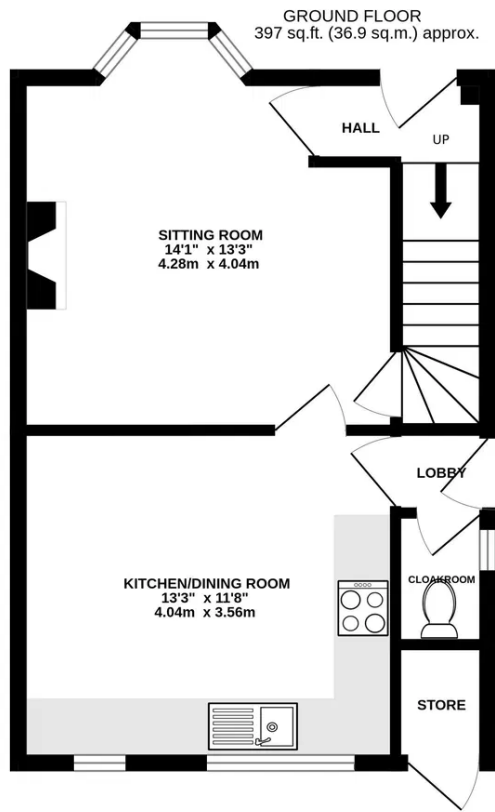 GROUND FLOOR
397 sq.ft. (36.9 sq.m.) approx.
HALL
UP
SITTING ROOM
14'1" x 13'3"
4.28m x 4.04m
LOBBY
CLOAKROOM
KITCHEN/DINING ROOM
13'3" x 11'8"
4.04m x 3.56m
STORE